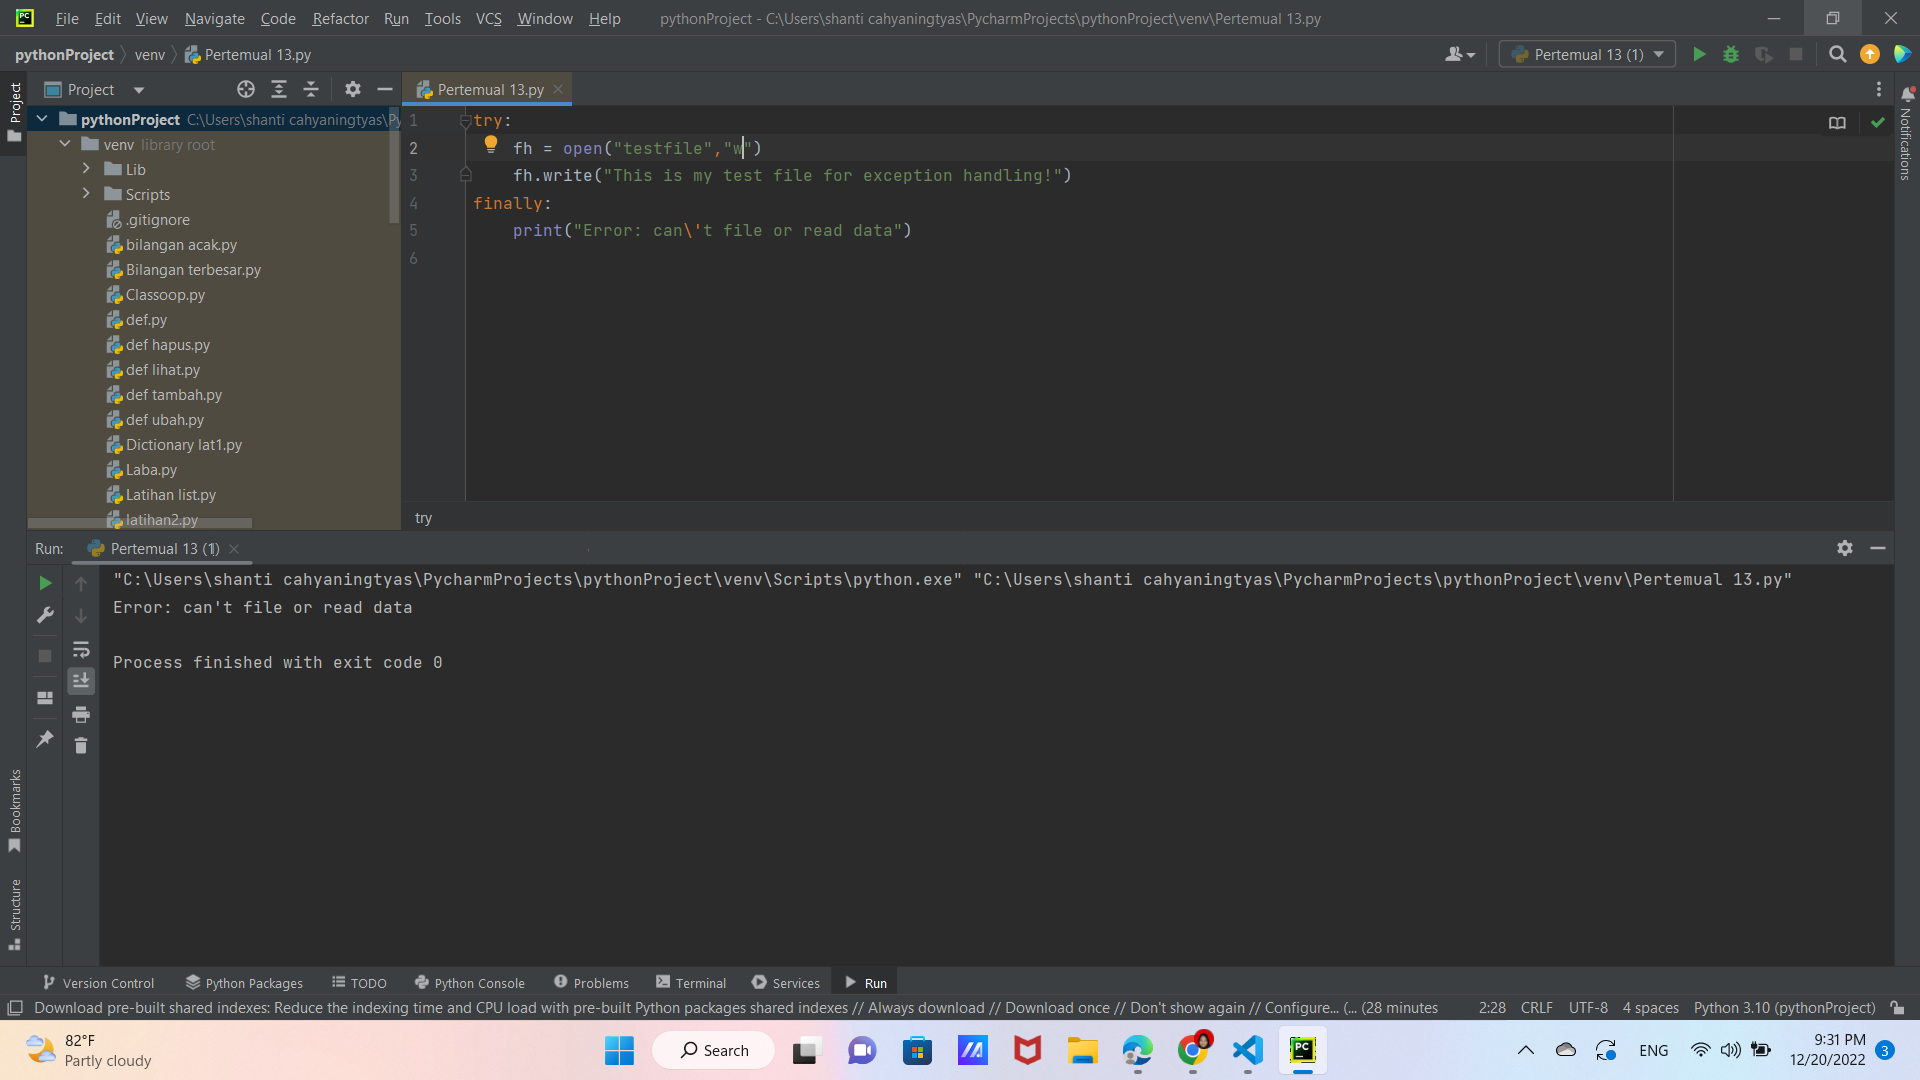 File Edit View Navigate Code Refactor Run Tools VCS Window Help pythonProject - C:\Users\shanti cahyaningtyas\PycharmProjects\pythonProject\venv\Pertemual 13.py
pythonProject venv Pertemual 13.py
Pertemual 13 (1)
Project
Project
pythonProject C:\Users\shanti cahyaningtyas\Py
venv library root
Lib
Scripts
.gitignore
bilangan acak.py
Bilangan terbesar.py
Classoop.py
def.py
def hapus.py
def lihat.py
def tambah.py
def ubah.py
Dictionary lat1.py
Laba.py
Latihan list.py
latihan2.py
Pertemual 13.py
1 try:
2 fh = open("testfile","w")
3 fh.write("This is my test file for exception handling!")
4 finally:
5 print("Error: can\'t file or read data")
6
try
Notifications
Run: Pertemual 13 (1)
"C:\Users\shanti cahyaningtyas\PycharmProjects\pythonProject\venv\Scripts\python.exe" "C:\Users\shanti cahyaningtyas\PycharmProjects\pythonProject\venv\Pertemual 13.py"
Error: can't file or read data
Process finished with exit code 0
Bookmarks
Structure
Version Control Python Packages TODO Python Console Problems Terminal Services Run
Download pre-built shared indexes: Reduce the indexing time and CPU load with pre-built Python packages shared indexes // Always download // Download once // Don't show again // Configure... (... (28 minutes 2:28 CRLF UTF-8 4 spaces Python 3.10 (pythonProject)
82°F
Partly cloudy
Search
PC
ENG
9:31 PM
12/20/2022
3